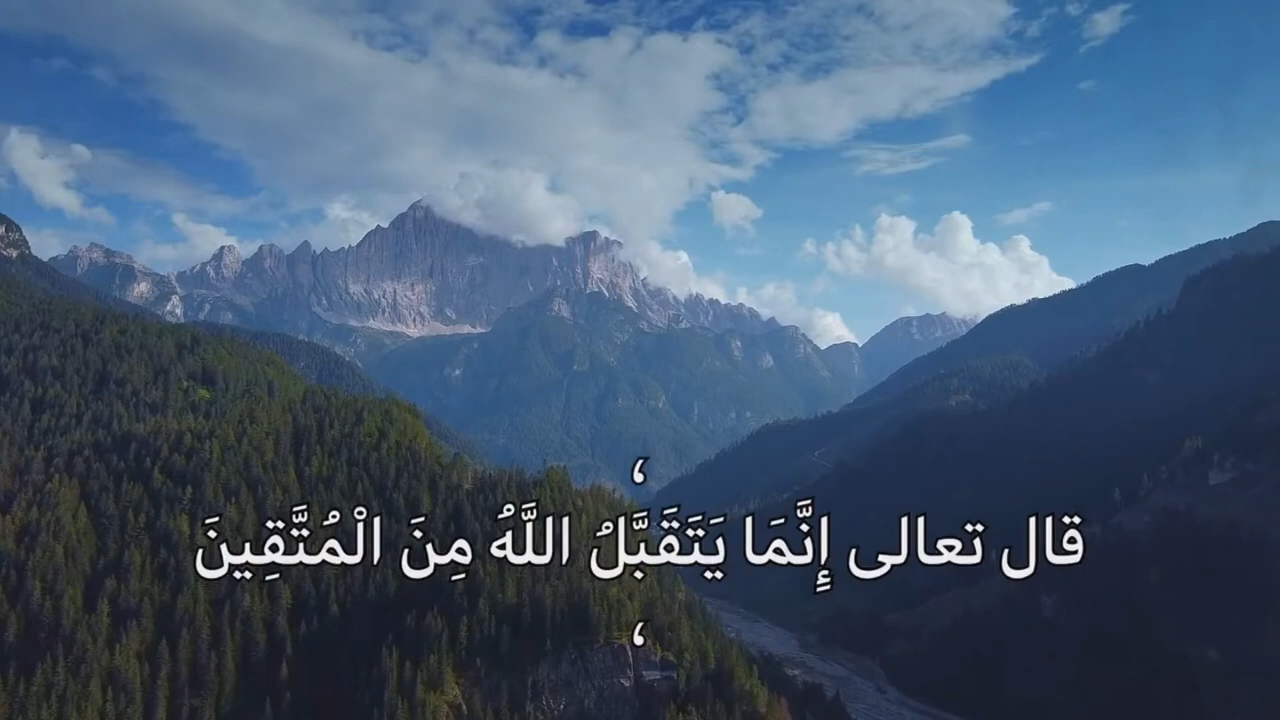 ،
قال تعالى إِنَّمَا يَتَقَبَّلُ اللَّهُ مِنَ الْمُتَّقِينَ
،